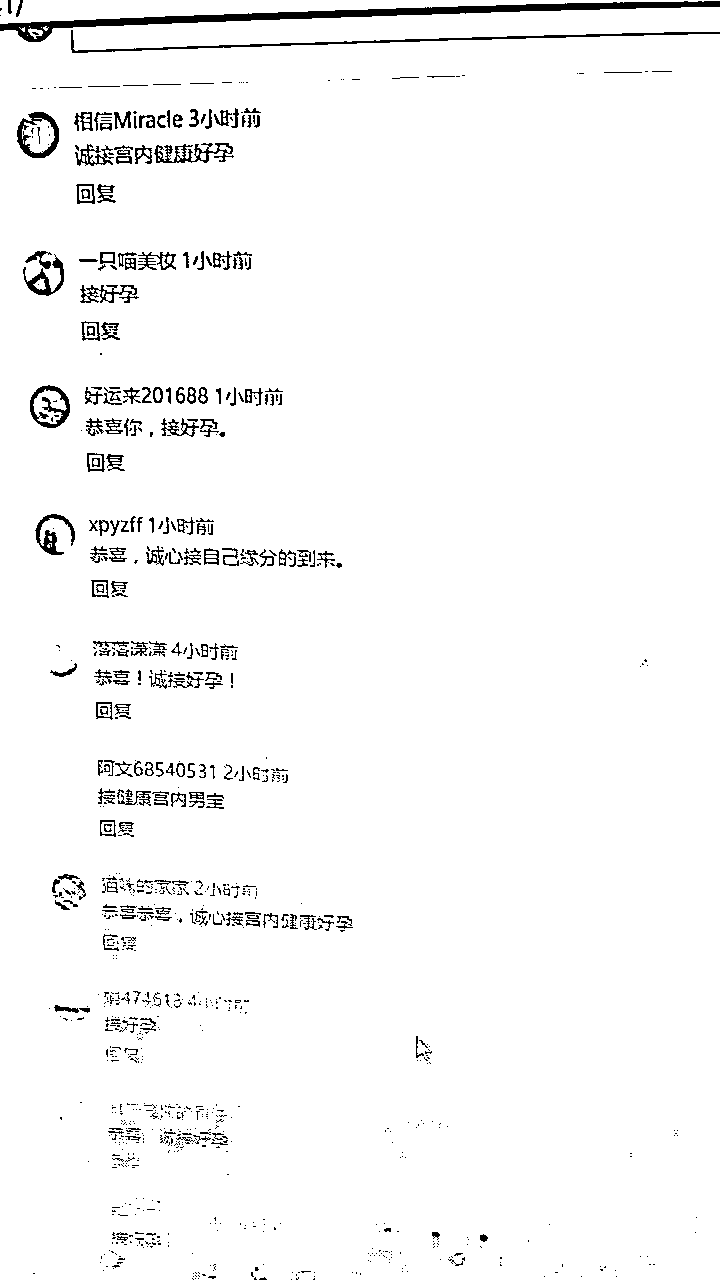 相信Miracle 3小时前
诚接宫内健康好孕
回复
一只喵美妆 1小时前
接好孕
回复
好运来201688 1小时前
恭喜你，接好孕。
回复
xpyzff 1小时前
恭喜，诚心接自己缘分的到来。
回复
落落潇潇 4小时前
恭喜！诚接好孕！
回复
阿文68540531 2小时前
接健康宫内男宝
回复
猫咪的家家 2小时前
恭喜恭喜，诚心接宫内健康好孕
回复
474613 4小时前
接好孕
回复
恭喜！诚接好孕
回复